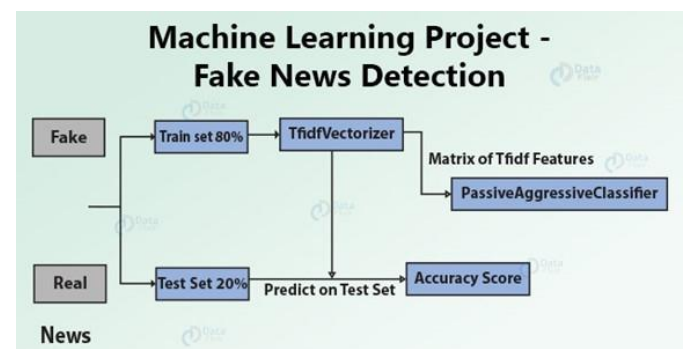 Machine Learning Project -
Fake News Detection
Fake
Train set 80%
TfidfVectorizer
Matrix of Tfidf Features
PassiveAggressiveClassifier
Real
Test Set 20%
Predict on Test Set
Accuracy Score
News